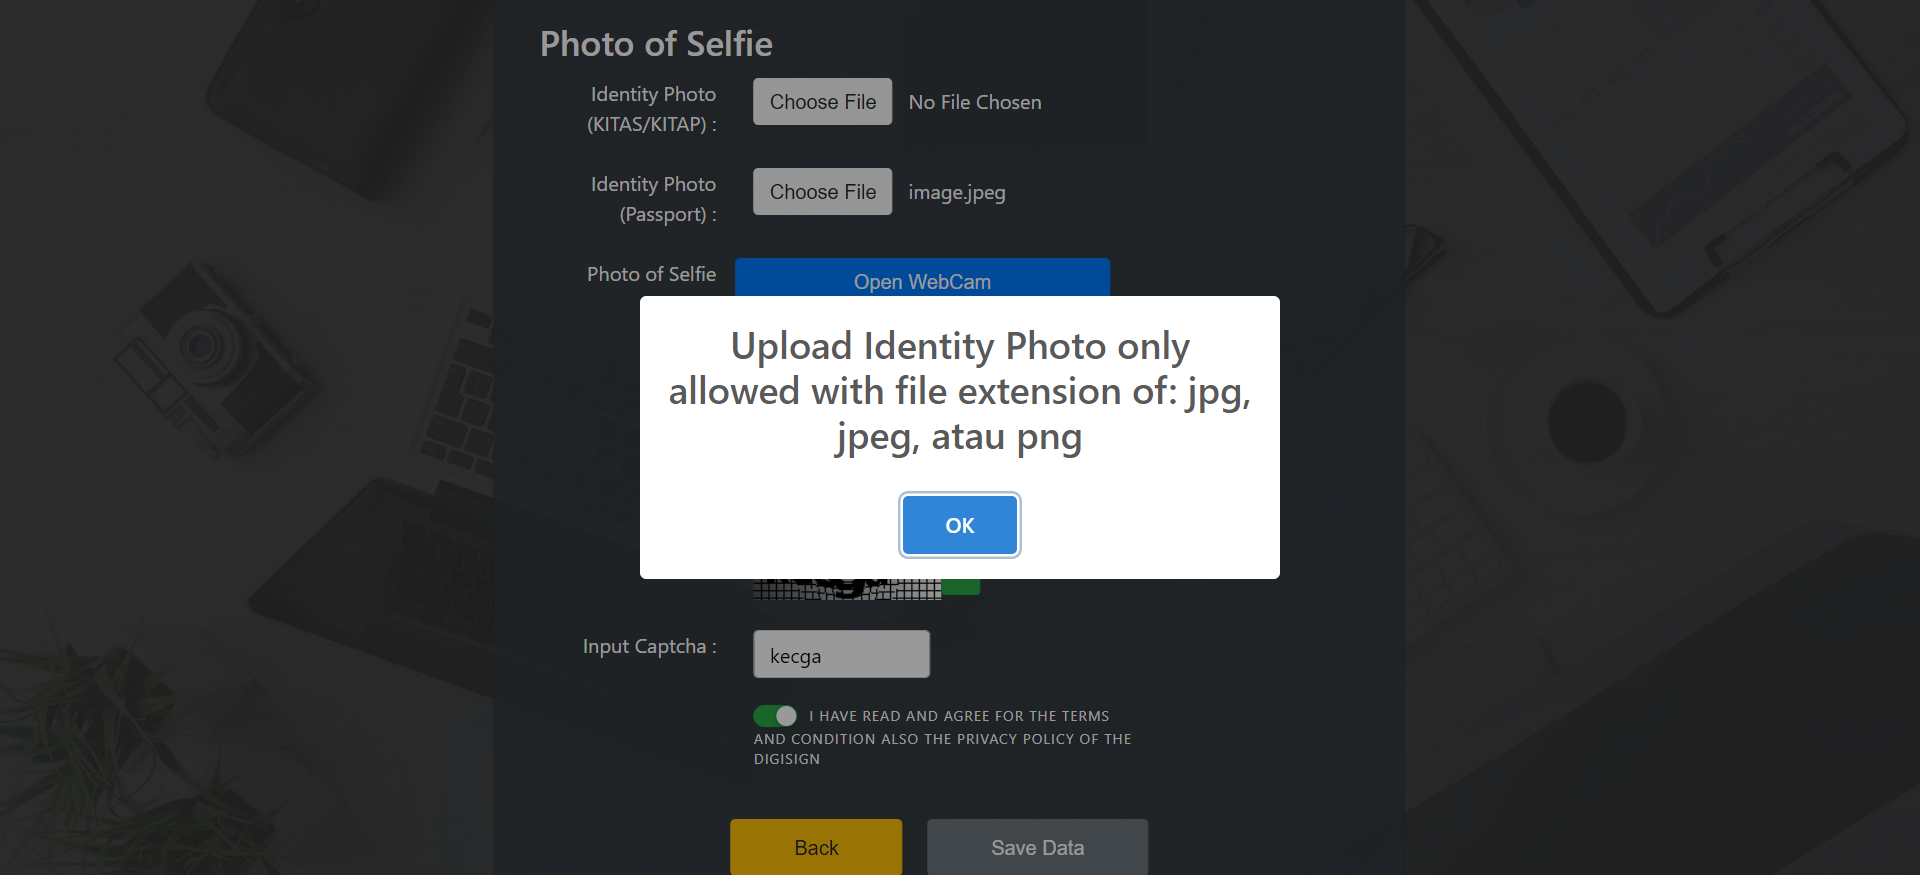 Photo of Selfie
Identity Photo
(KITAS/KITAP) :
Choose File
No File Chosen
Identity Photo
(Passport) :
Choose File
image.jpeg
Photo of Selfie
Open WebCam
Upload Identity Photo only
allowed with file extension of: jpg,
jpeg, atau png
OK
Input Captcha :
kecga
I HAVE READ AND AGREE FOR THE TERMS
AND CONDITION ALSO THE PRIVACY POLICY OF THE
DIGISIGN
Back
Save Data